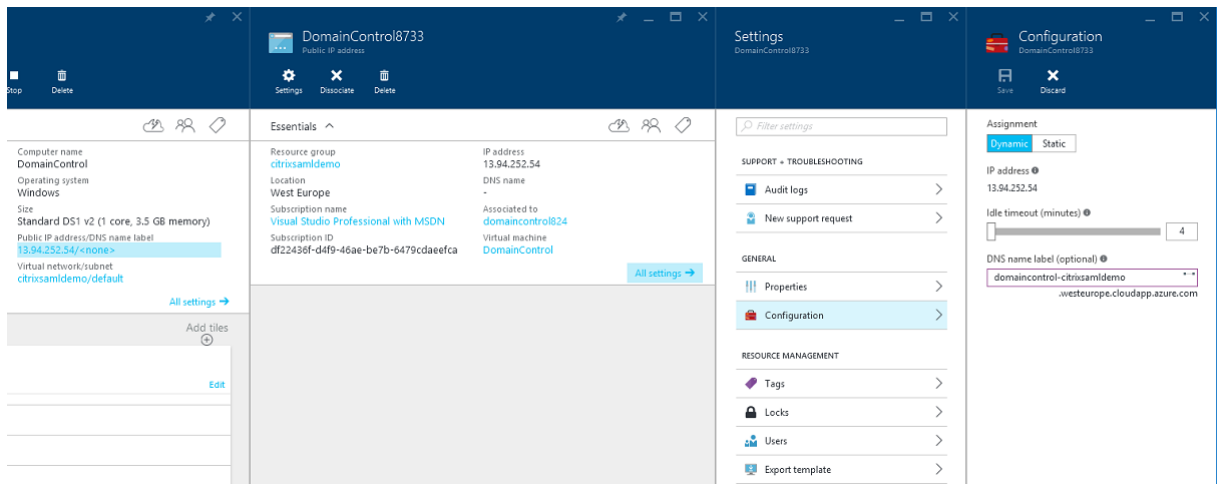 Stop
Delete
Computer name
DomainControl
Operating system
Windows
Size
Standard DS1 v2 (1 core, 3.5 GB memory)
Public IP address/DNS name label
13.94.252.54/<none>
Virtual network/subnet
citrixsamldemo/default
All settings
Add tiles
Edit
DomainControl8733
Public IP address
Settings
Dissociate
Delete
Essentials
Resource group
citrixsamldemo
Location
West Europe
Subscription name
Visual Studio Professional with MSDN
Subscription ID
df22436f-d4f9-46ae-be7b-6479cdaeefca
IP address
13.94.252.54
DNS name
-
Associated to
domaincontrol824
Virtual machine
DomainControl
All settings
Settings
DomainControl8733
Filter settings
SUPPORT + TROUBLESHOOTING
Audit logs
New support request
GENERAL
Properties
Configuration
RESOURCE MANAGEMENT
Tags
Locks
Users
Export template
Configuration
DomainControl8733
Save
Discard
Assignment
Dynamic Static
IP address
13.94.252.54
Idle timeout (minutes)
4
DNS name label (optional)
domaincontrol-citrixsamldemo
.westeurope.cloudapp.azure.com